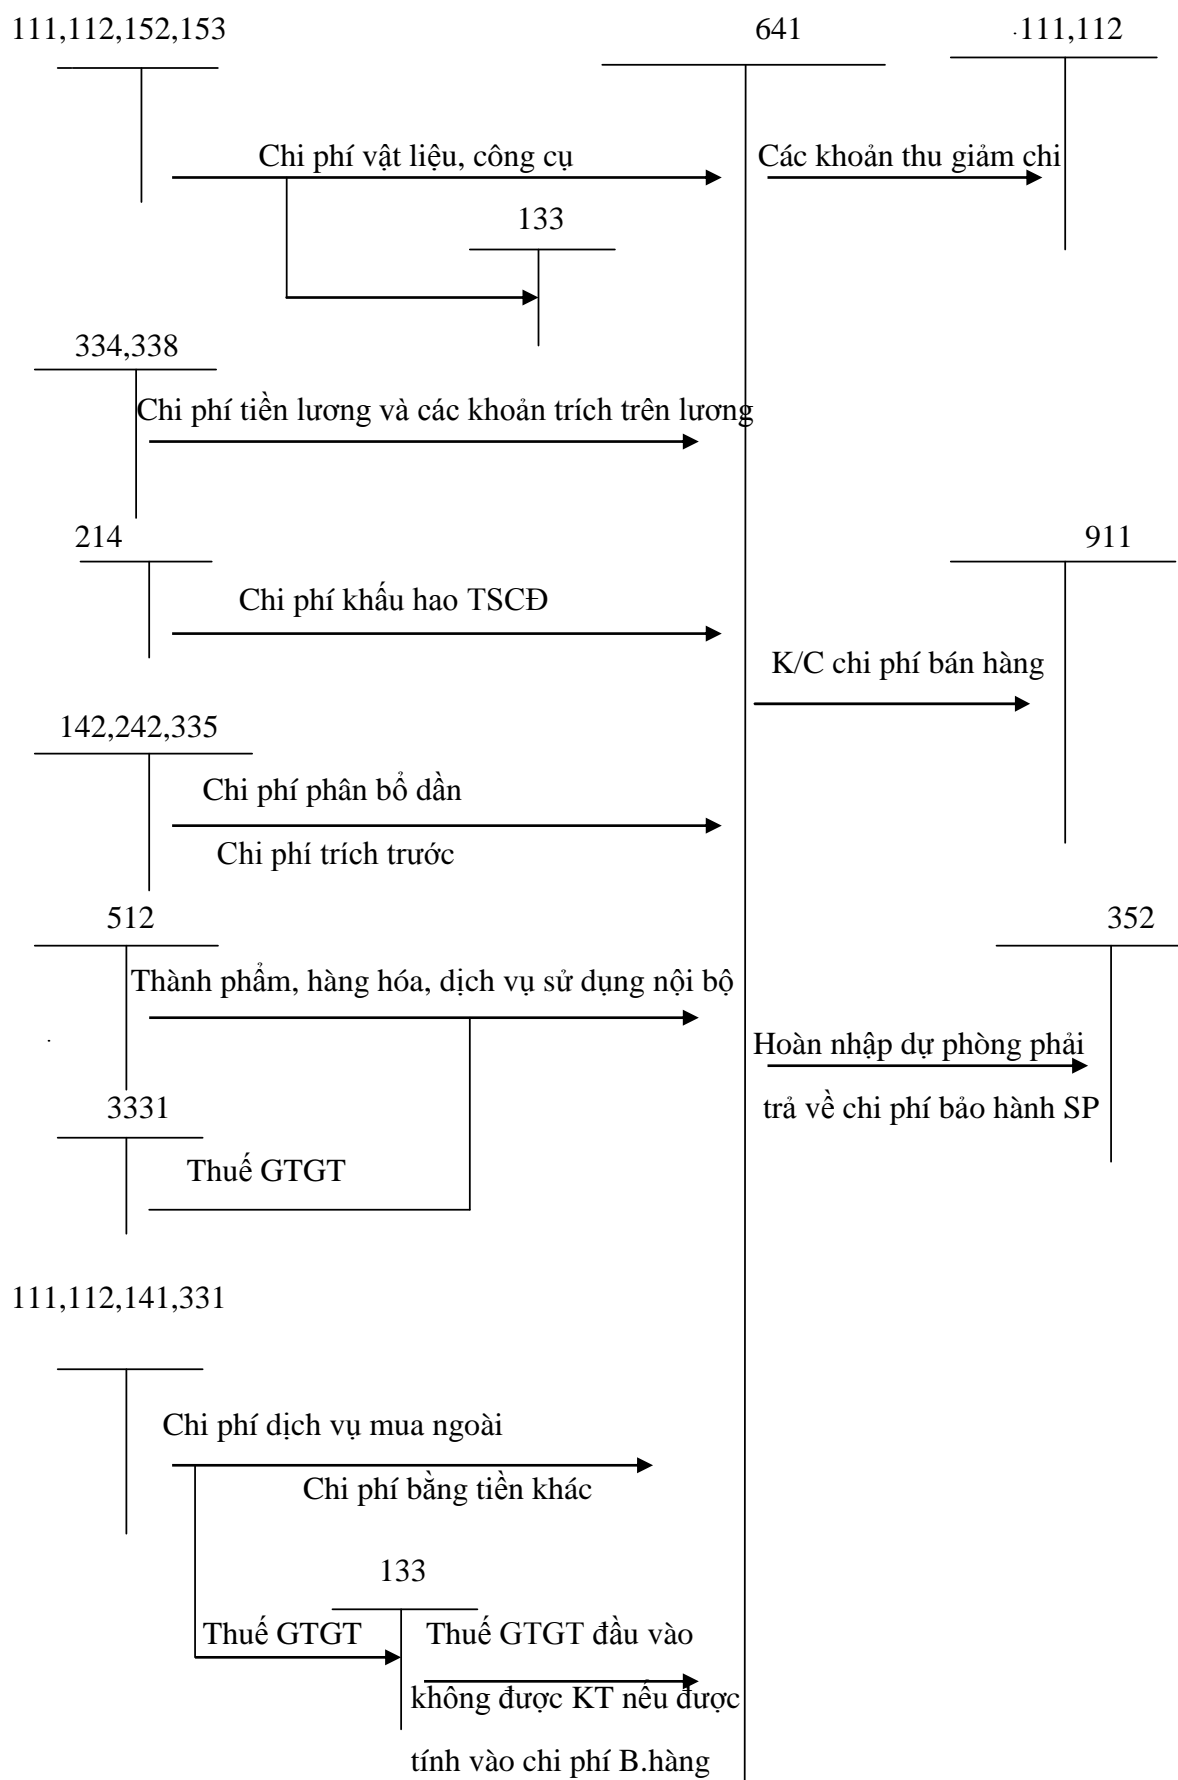 111,112,152,153
641
111,112
Chi phí vật liệu, công cụ
Các khoản thu giảm chi
133
334,338
Chi phí tiền lương và các khoản trích trên lương
214
911
Chi phí khấu hao TSCĐ
K/C chi phí bán hàng
142,242,335
Chi phí phân bổ dần
Chi phí trích trước
512
352
Thành phẩm, hàng hóa, dịch vụ sử dụng nội bộ
Hoàn nhập dự phòng phải
trả về chi phí bảo hành SP
3331
Thuế GTGT
111,112,141,331
Chi phí dịch vụ mua ngoài
Chi phí bằng tiền khác
133
Thuế GTGT
Thuế GTGT đầu vào
không được KT nếu được
tính vào chi phí B.hàng